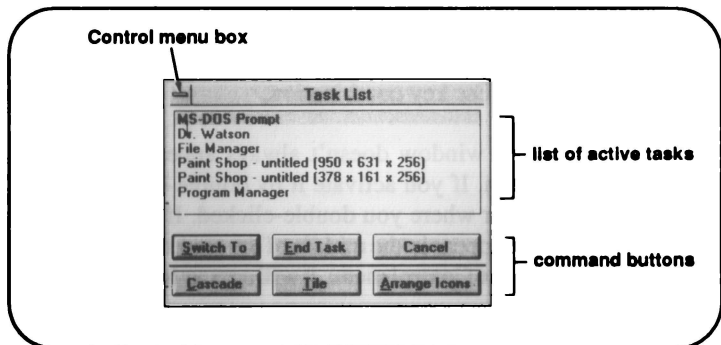 Control menu box
Task List
MS-DOS Prompt
Dr. Watson
File Manager
Paint Shop - untitled (950 x 631 x 256)
Paint Shop - untitled (378 x 161 x 256)
Program Manager
list of active tasks
Switch To End Task Cancel
Cascade Tile Arrange Icons
command buttons